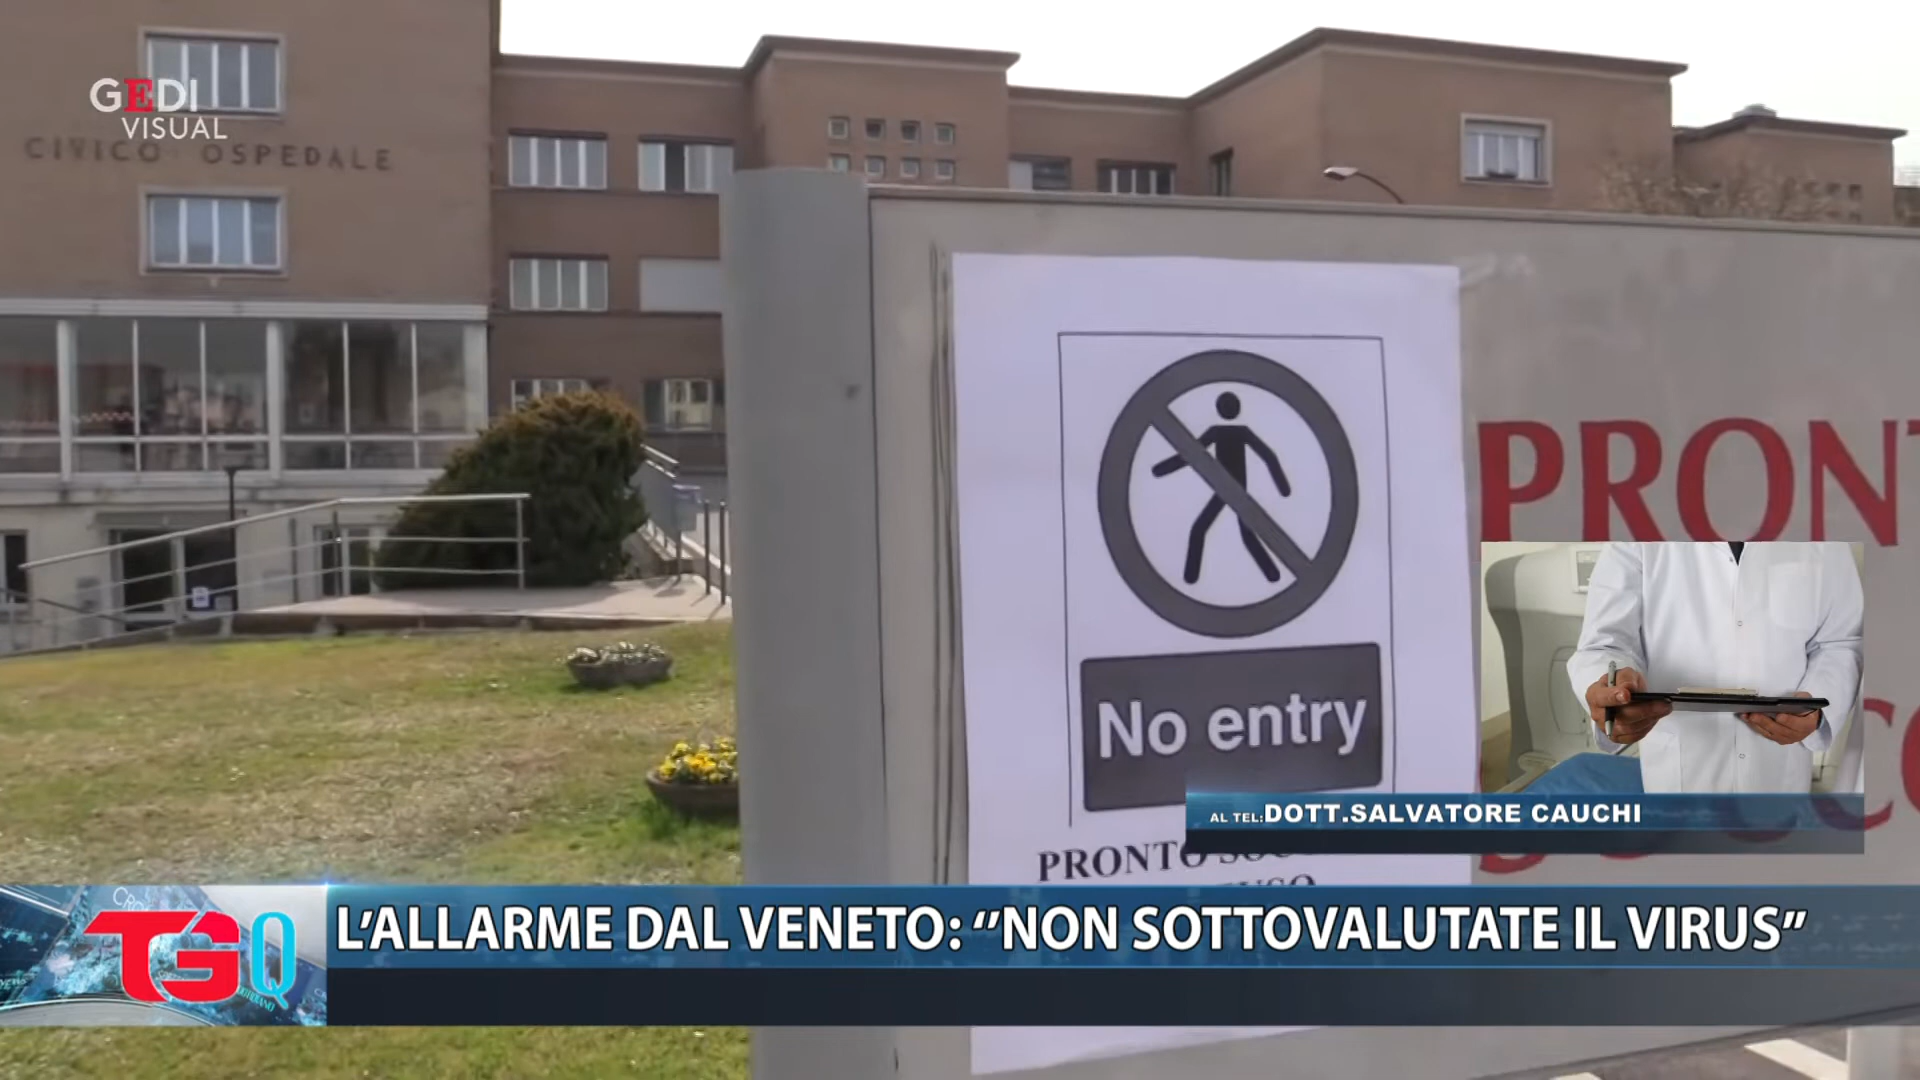 GEDI
VISUAL
CIVICO OSPEDALE
PRONT
No entry
AL TEL:DOTT.SALVATORE CAUCHI
PRONTO
TGQ
L’ALLARME DAL VENETO: “NON SOTTOVALUTATE IL VIRUS”